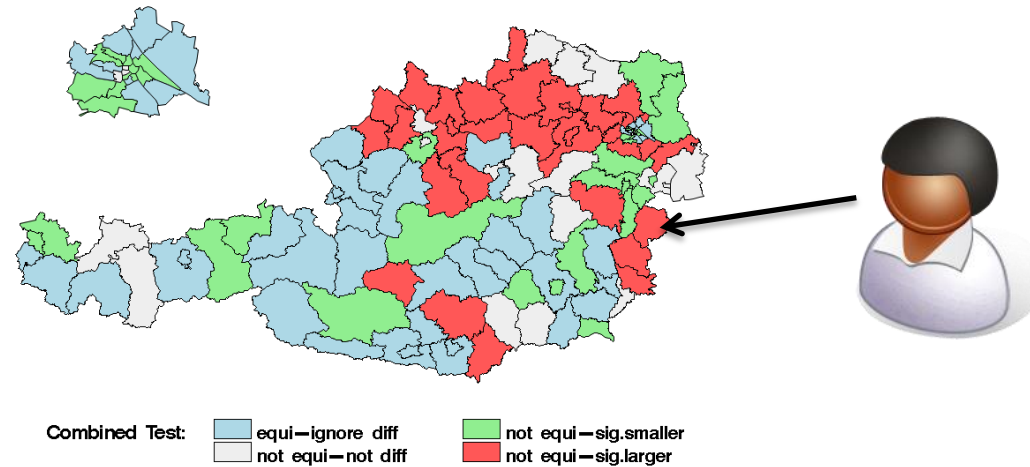 Combined Test:
equi−ignore diff
not equi−not diff
not equi−sig.smaller
not equi−sig.larger